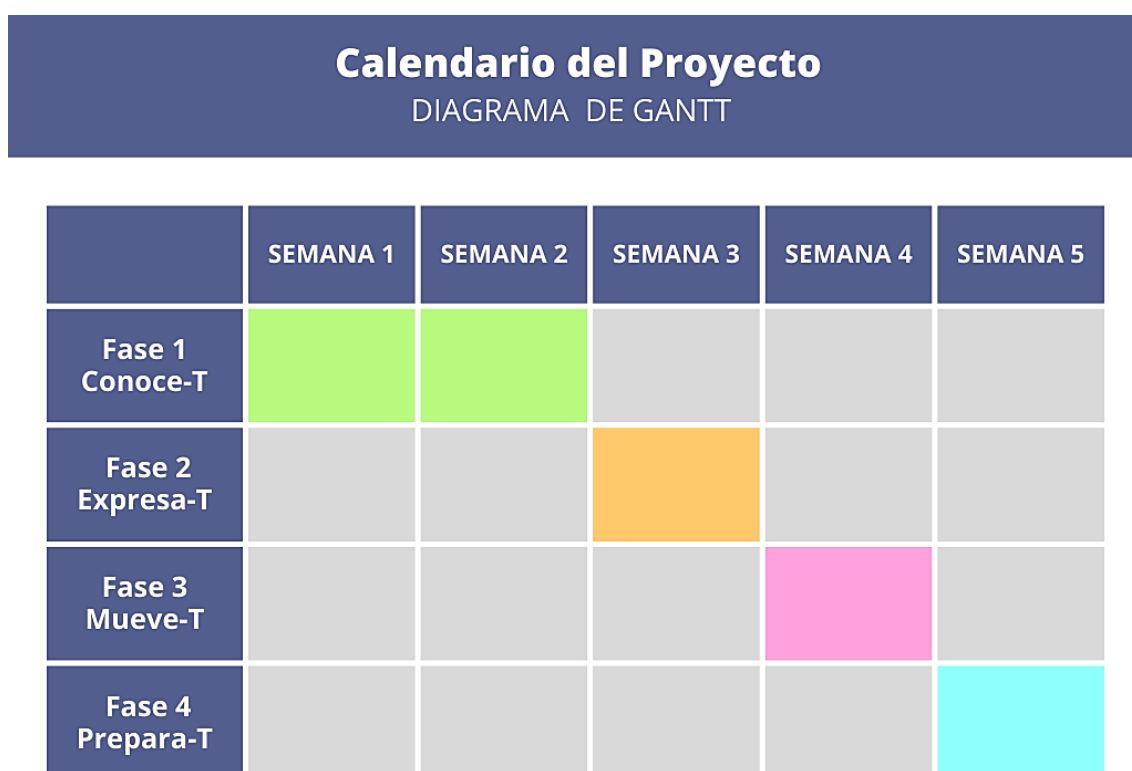 Calendario del Proyecto
DIAGRAMA DE GANTT
SEMANA 1 SEMANA 2 SEMANA 3 SEMANA 4 SEMANA 5
Fase 1
Conoce-T
Fase 2
Expresa-T
Fase 3
Mueve-T
Fase 4
Prepara-T